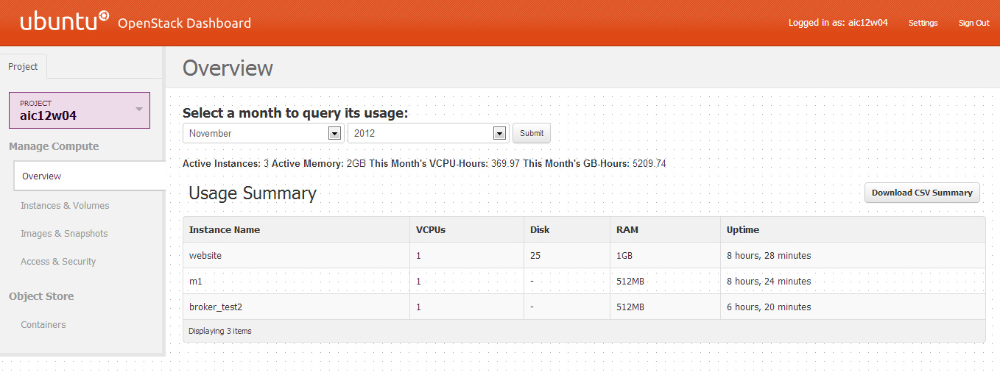 ubuntu OpenStack Dashboard
Logged in as: aic12w04 Settings Sign Out
Project
PROJECT
aic12w04
Manage Compute
Overview
Instances & Volumes
Images & Snapshots
Access & Security
Object Store
Containers
Overview
Select a month to query its usage:
November 2012 Submit
Active Instances: 3 Active Memory: 2GB This Month's VCPU-Hours: 369.97 This Month's GB-Hours: 5209.74
Usage Summary Download CSV Summary
Instance Name VCPUs Disk RAM Uptime
website 1 25 1GB 8 hours, 28 minutes
m1 1 - 512MB 8 hours, 24 minutes
broker_test2 1 - 512MB 6 hours, 20 minutes
Displaying 3 items